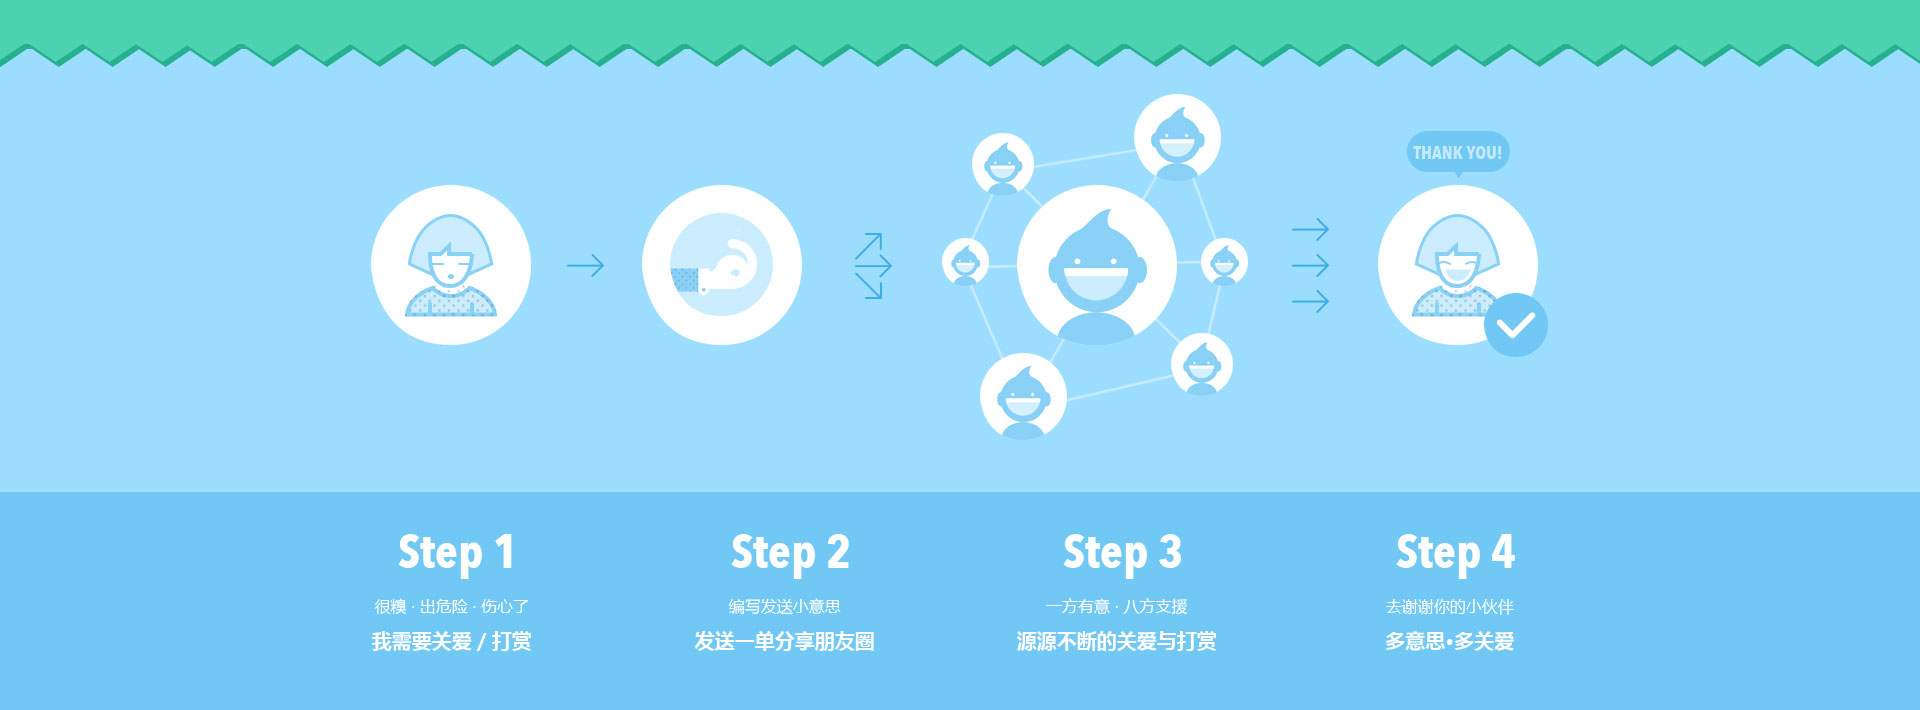 THANK YOU!
Step 1
很糗 · 出危险 · 伤心了
我需要关爱 / 打赏
Step 2
编写发送小意思
发送一单分享朋友圈
Step 3
一方有意 · 八方支援
源源不断的关爱与打赏
Step 4
去谢谢你的小伙伴
多意思•多关爱